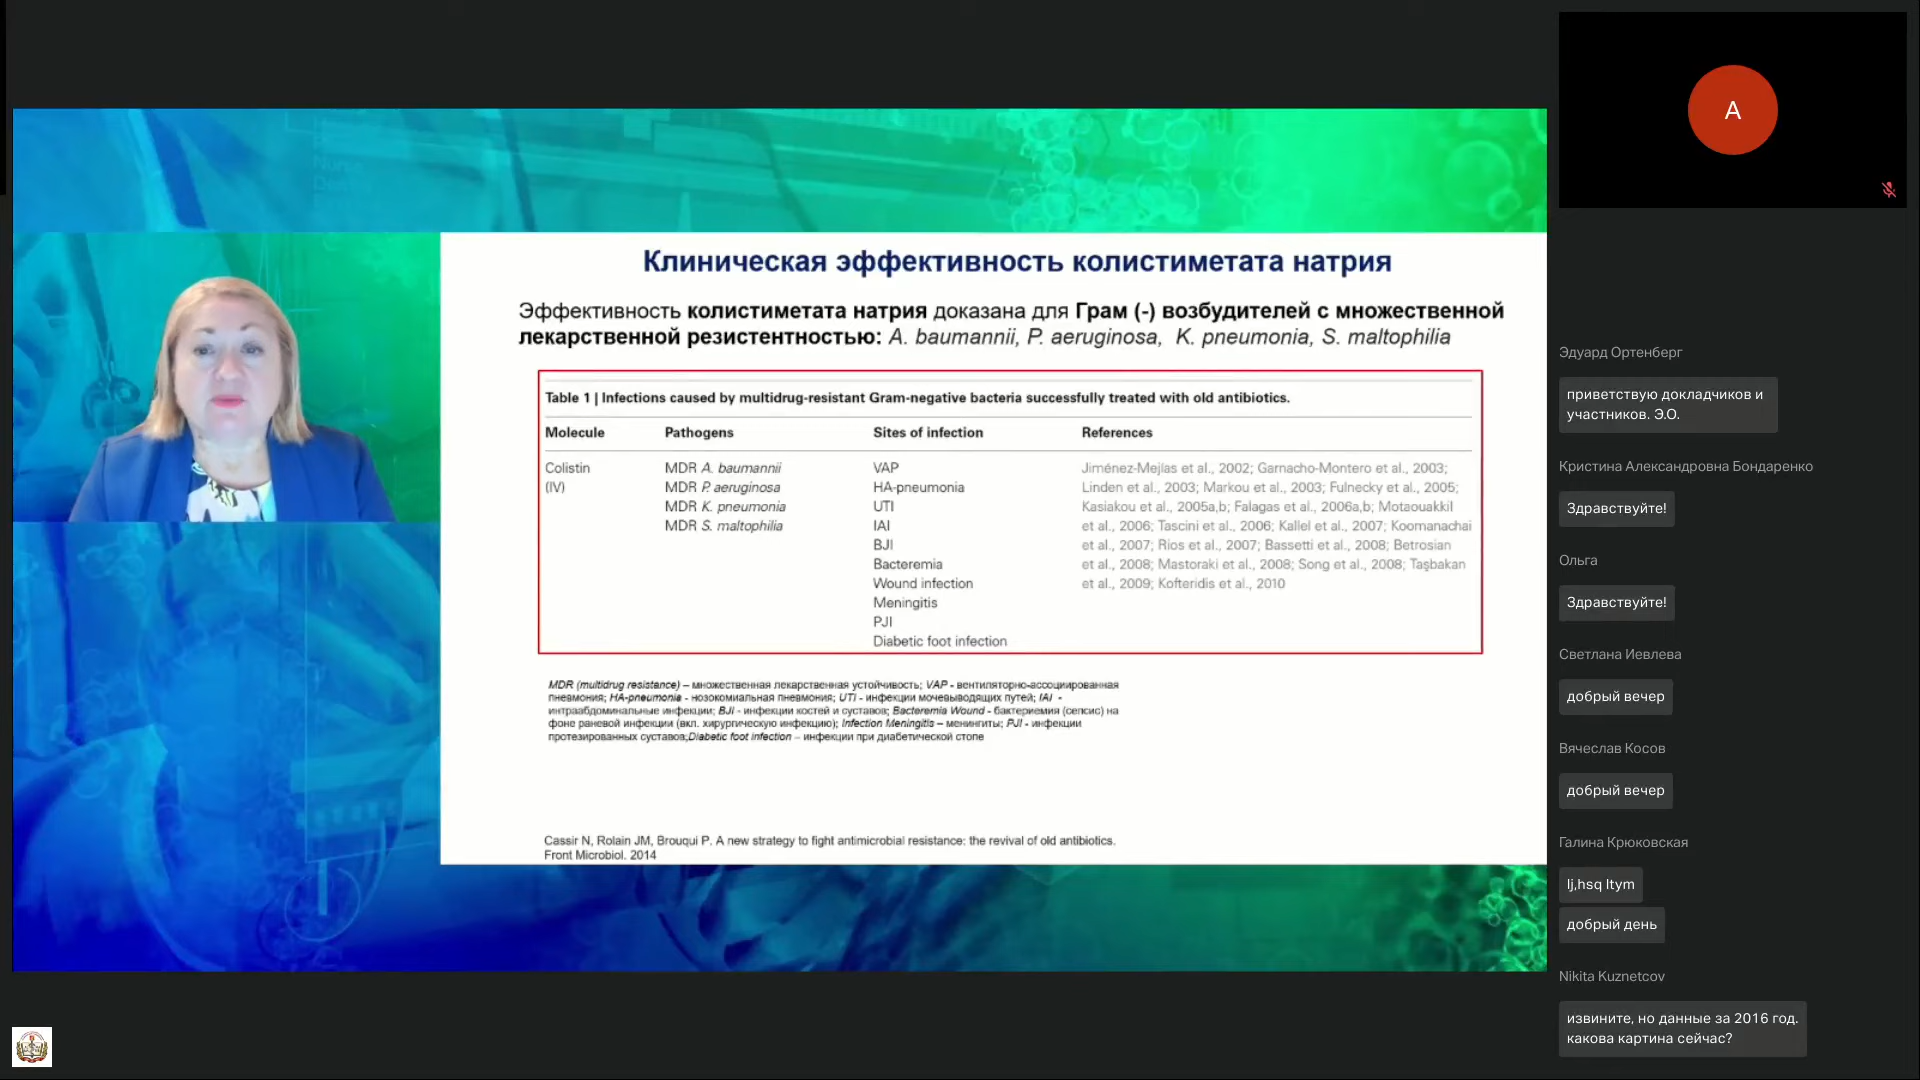 Клиническая эффективность колистимета́та натрия
Эффективность колистиметата натрия доказана для Грам (-) возбудителей с множественной
лекарственной резистентностью: A. baumannii, P. aeruginosa, K. pneumonia, S. maltophilia
Table 1 | Infections caused by multidrug-resistant Gram-negative bacteria successfully treated with old antibiotics.
Molecule Pathogens Sites of infection References
Colistin MDR A. baumannii VAP Jiménez-Mejías et al., 2002; Garnacho-Montero et al., 2003;
(IV) MDR P. aeruginosa HA-pneumonia Linden et al., 2003; Markou et al., 2003; Fulnecky et al., 2005;
MDR K. pneumonia UTI Kasiakou et al., 2005a,b; Falagas et al., 2006a,b; Motaouakkil
MDR S. maltophilia IAI et al., 2006; Tascini et al., 2006; Kallel et al., 2007; Koomanachai
BJI et al., 2007; Rios et al., 2007; Bassetti et al., 2008; Betrosian
Bacteremia et al., 2008; Mastoraki et al., 2008; Song et al., 2008; Taşbakan
Wound infection et al., 2009; Kofteridis et al., 2010
Meningitis
PJI
Diabetic foot infection
MDR (multidrug resistance) – множественная лекарственная устойчивость; VAP - вентиляторно-ассоциированная
пневмония; HA-pneumonia - нозокомиальная пневмония; UTI - инфекции мочевыводящих путей; IAI -
интраабдоминальные инфекции; BJI - инфекции костей и суставов; Bacteremia Wound - бактериемия (сепсис) на
фоне раневой инфекции (вкл. хирургическую инфекцию); Infection Meningitis – менингиты; PJI - инфекции
протезированных суставов;Diabetic foot infection – инфекции при диабетической стопе
Cassir N, Rolain JM, Brouqui P. A new strategy to fight antimicrobial resistance: the revival of old antibiotics.
Front Microbiol. 2014
A
Эдуард Ортенберг
приветствую докладчиков и
участников. Э.О.
Кристина Александровна Бондаренко
Здравствуйте!
Ольга
Здравствуйте!
Светлана Иевлева
добрый вечер
Вячеслав Косов
добрый вечер
Галина Крюковская
lj,hsq ltym
добрый день
Nikita Kuznetcov
извините, но данные за 2016 год.
какова картина сейчас?